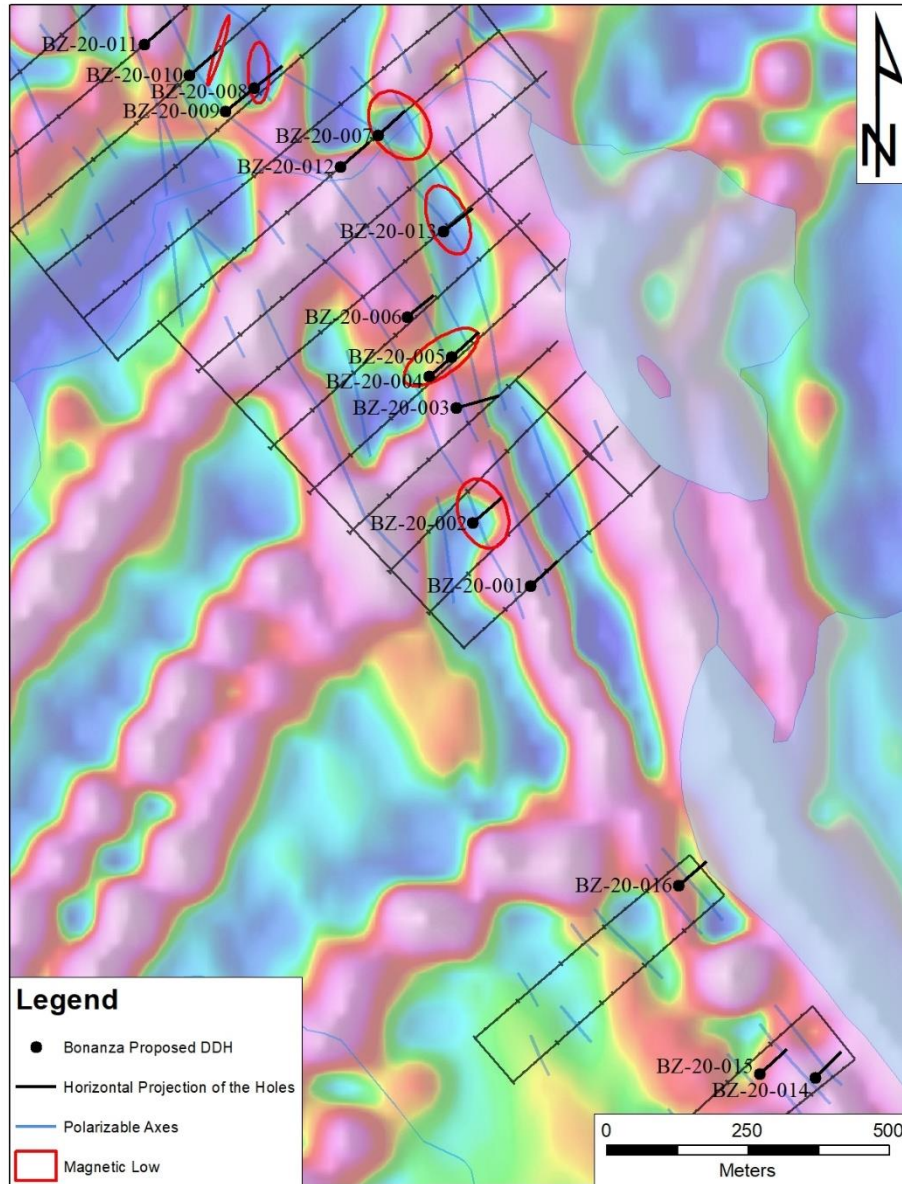 BZ-20-011
BZ-20-010
BZ-20-008
BZ-20-009
BZ-20-007
BZ-20-012
BZ-20-013
BZ-20-006
BZ-20-005
BZ-20-004
BZ-20-003
BZ-20-002
BZ-20-001
BZ-20-016
BZ-20-015
BZ-20-014
N
Legend
Bonanza Proposed DDH
Horizontal Projection of the Holes
Polarizable Axes
Magnetic Low
0 250 500
Meters